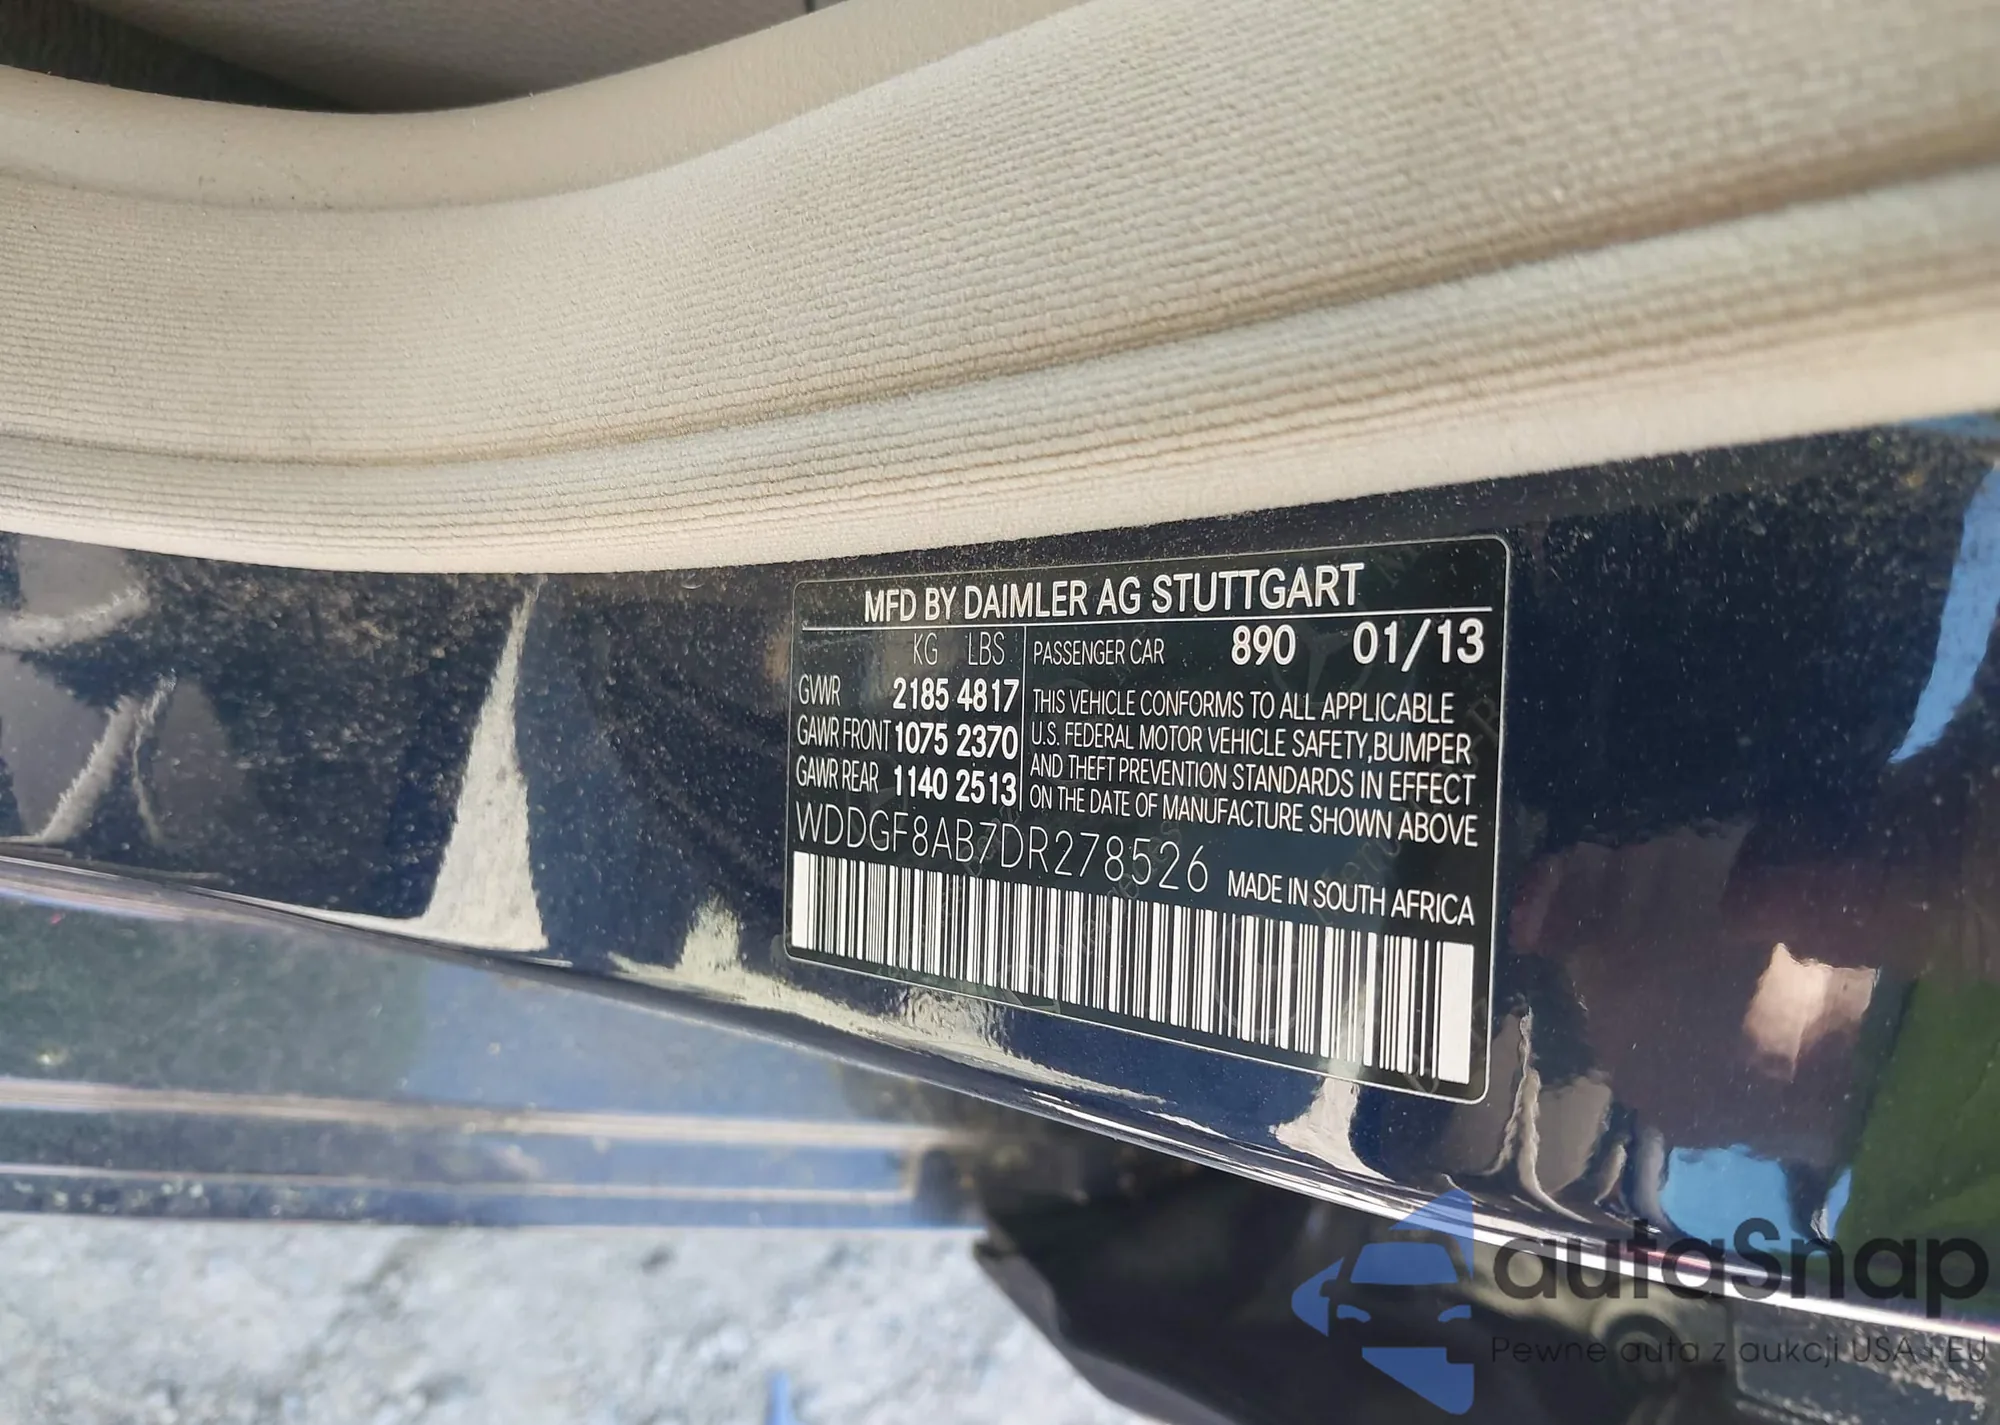 MFD BY DAIMLER AG STUTTGART
KG LBS
GVWR 2185 4817
GAWR FRONT 1075 2370
GAWR REAR 1140 2513
PASSENGER CAR 890 01/13
THIS VEHICLE CONFORMS TO ALL APPLICABLE
U.S. FEDERAL MOTOR VEHICLE SAFETY,BUMPER
AND THEFT PREVENTION STANDARDS IN EFFECT
ON THE DATE OF MANUFACTURE SHOWN ABOVE
WDDGF8AB7DR278526
MADE IN SOUTH AFRICA
autaSnap
Pewne auta z aukcji USA i EU